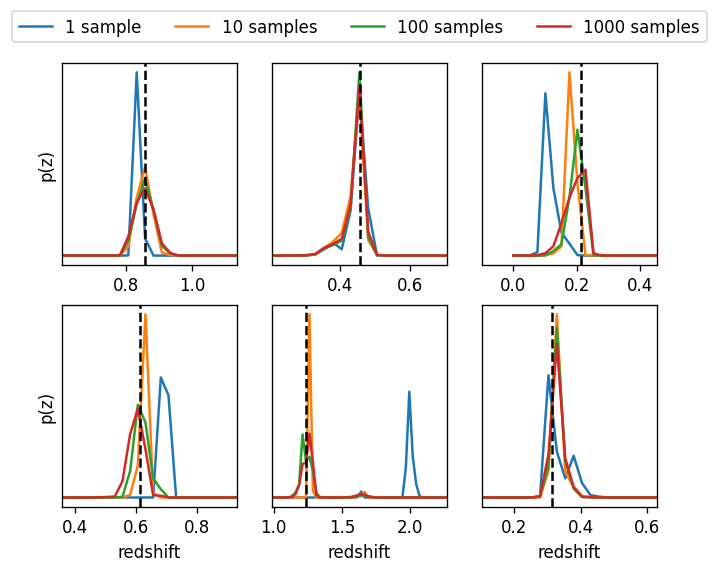 1 sample 10 samples 100 samples 1000 samples
p(z)
0.8 1.0
0.4 0.6
0.0 0.2 0.4
p(z)
0.4 0.6 0.8
1.0 1.5 2.0
0.2 0.4 0.6
redshift redshift redshift